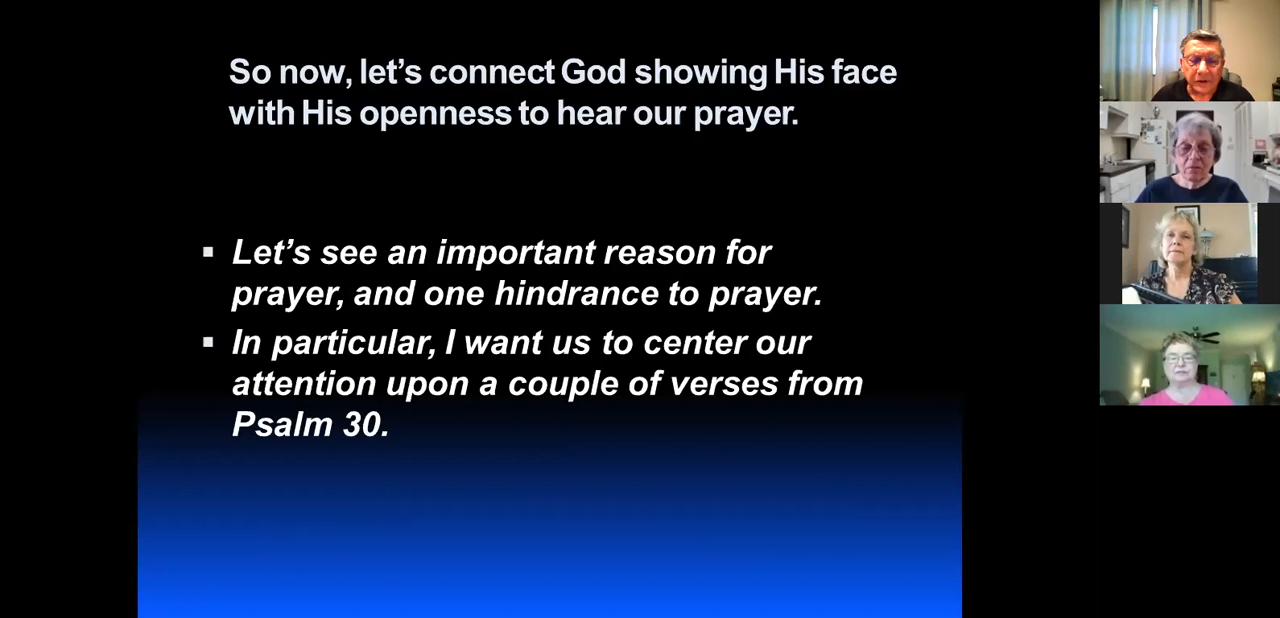 So now, let’s connect God showing His face
with His openness to hear our prayer.
▪ Let’s see an important reason for
prayer, and one hindrance to prayer.
▪ In particular, I want us to center our
attention upon a couple of verses from
Psalm 30.